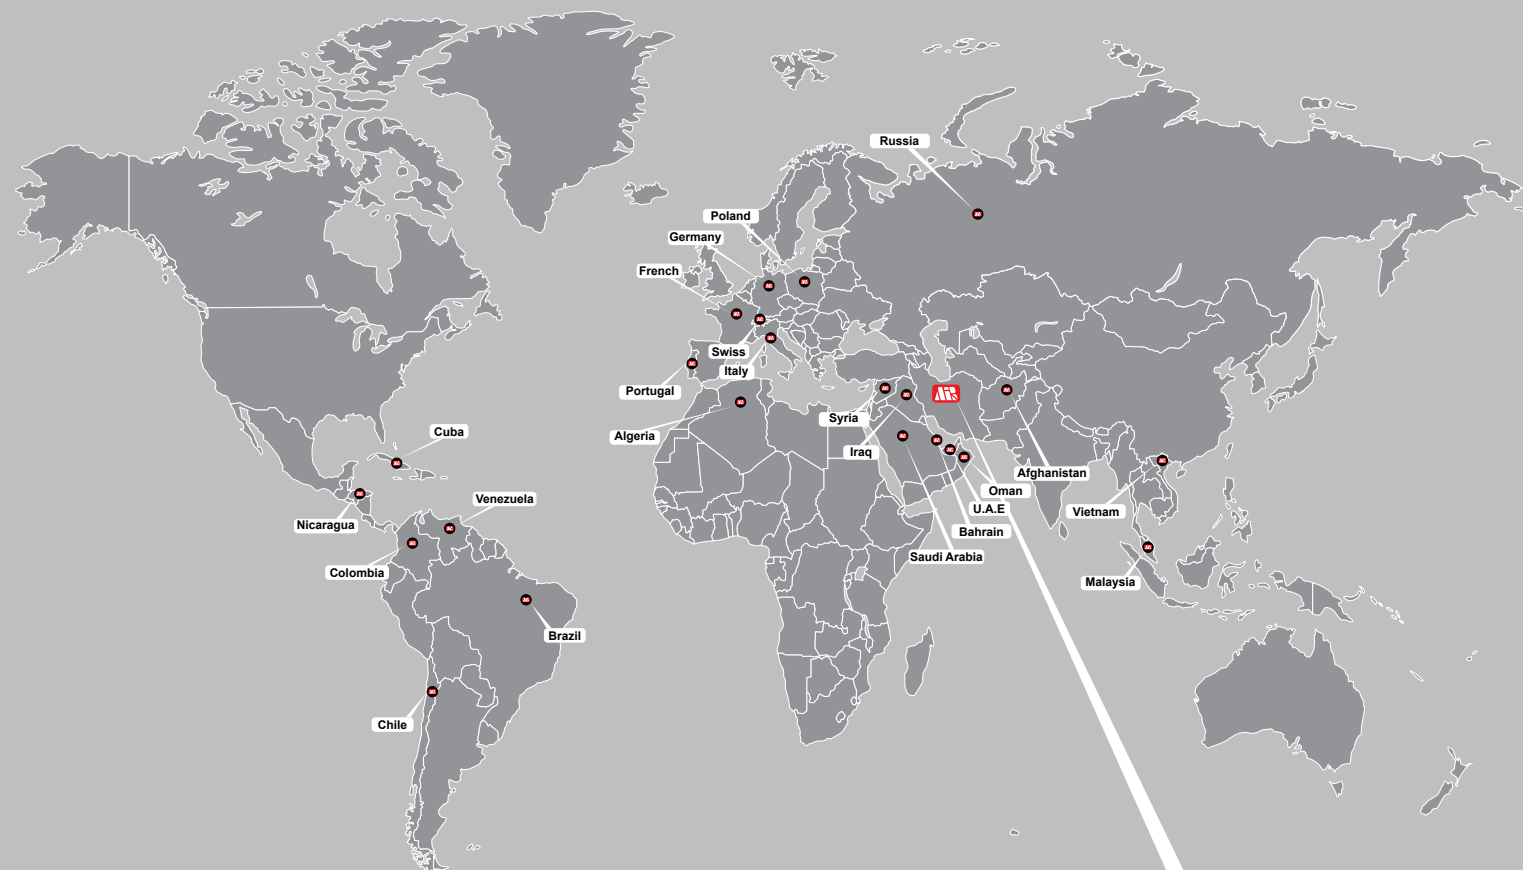 Russia
Poland
Germany
French
Swiss
Italy
Portugal
Algeria
Syria
Iraq
Cuba
Venezuela
Nicaragua
Colombia
Brazil
Chile
Afghanistan
Oman
U.A.E
Bahrain
Saudi Arabia
Vietnam
Malaysia